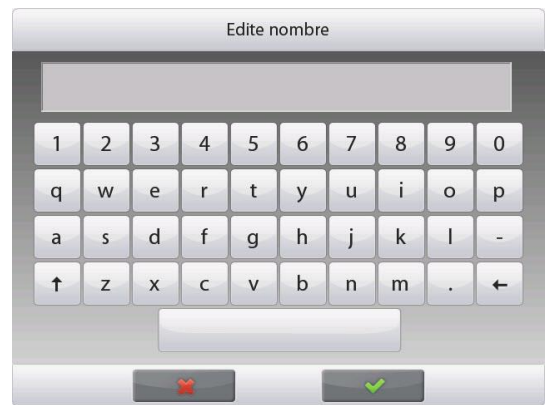 Edite nombre
1 2 3 4 5 6 7 8 9 0
q w e r t y u i o p
a s d f g h j k l -
↑ z x c v b n m . ←